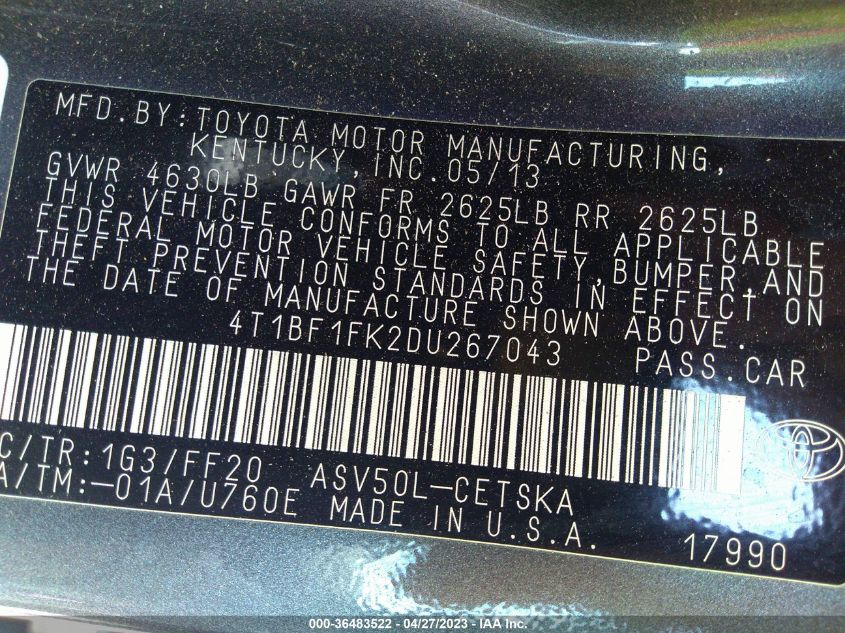 MFD.BY:TOYOTA MOTOR MANUFACTURING,
KENTUCKY,INC.05/13
GVWR 4630LB GAWR FR 2625LB RR 2625LB
THIS VEHICLE CONFORMS TO ALL APPLICABLE
FEDERAL MOTOR VEHICLE SAFETY,BUMPER,AND
THEFT PREVENTION STANDARDS IN EFFECT ON
THE DATE OF MANUFACTURE SHOWN ABOVE.
4T1BF1FK2DU267043 PASS.CAR
C/TR:1G3/FF20 ASV50L-CETSKA
A/TM:-01A/U760E MADE IN U.S.A. 17990
000-36483522 - 04/27/2023 - IAA Inc.